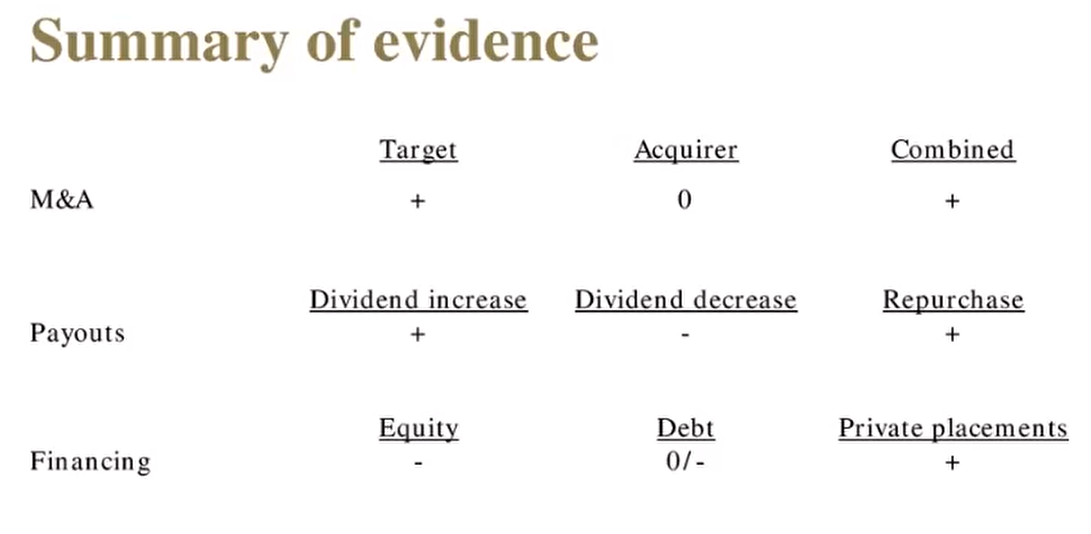 Summary of evidence
Target Acquirer Combined
M&A + 0 +
Dividend increase Dividend decrease Repurchase
Payouts + - +
Equity Debt Private placements
Financing - 0/- +